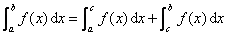 ∫_a^b f(x) dx = ∫_a^c f(x) dx + ∫_c^b f(x) dx